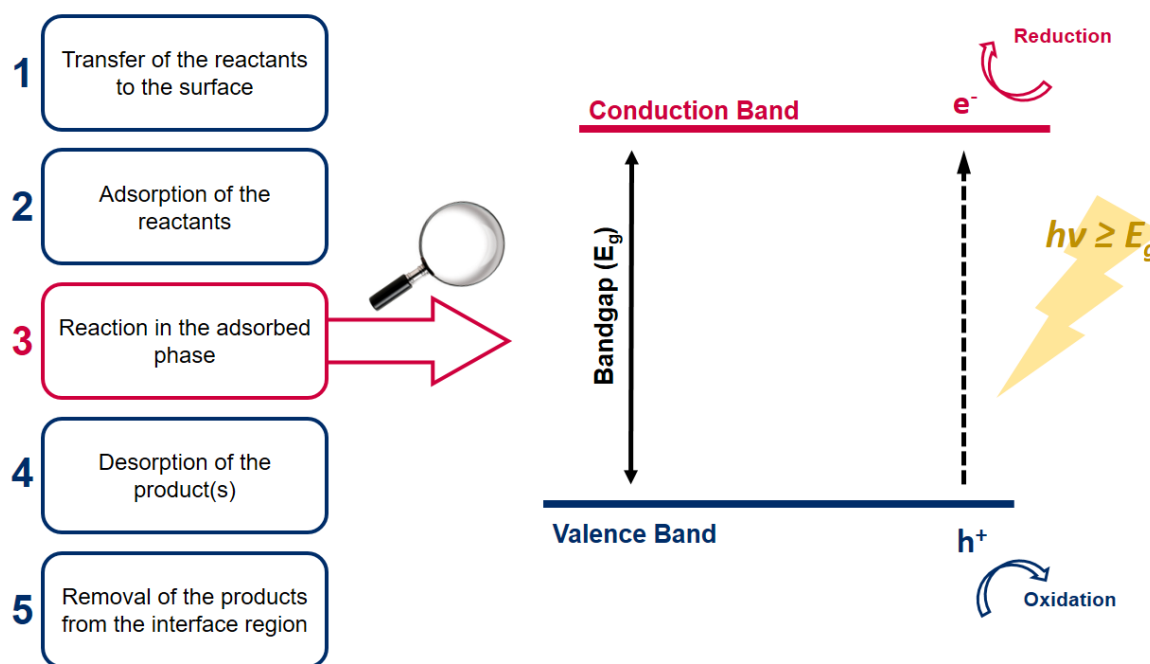 1
Transfer of the reactants
to the surface
2
Adsorption of the
reactants
3
Reaction in the adsorbed
phase
4
Desorption of the
product(s)
5
Removal of the products
from the interface region
Reduction
e⁻
Conduction Band
Bandgap (E_g)
hν ≥ E_g
Valence Band
h⁺
Oxidation